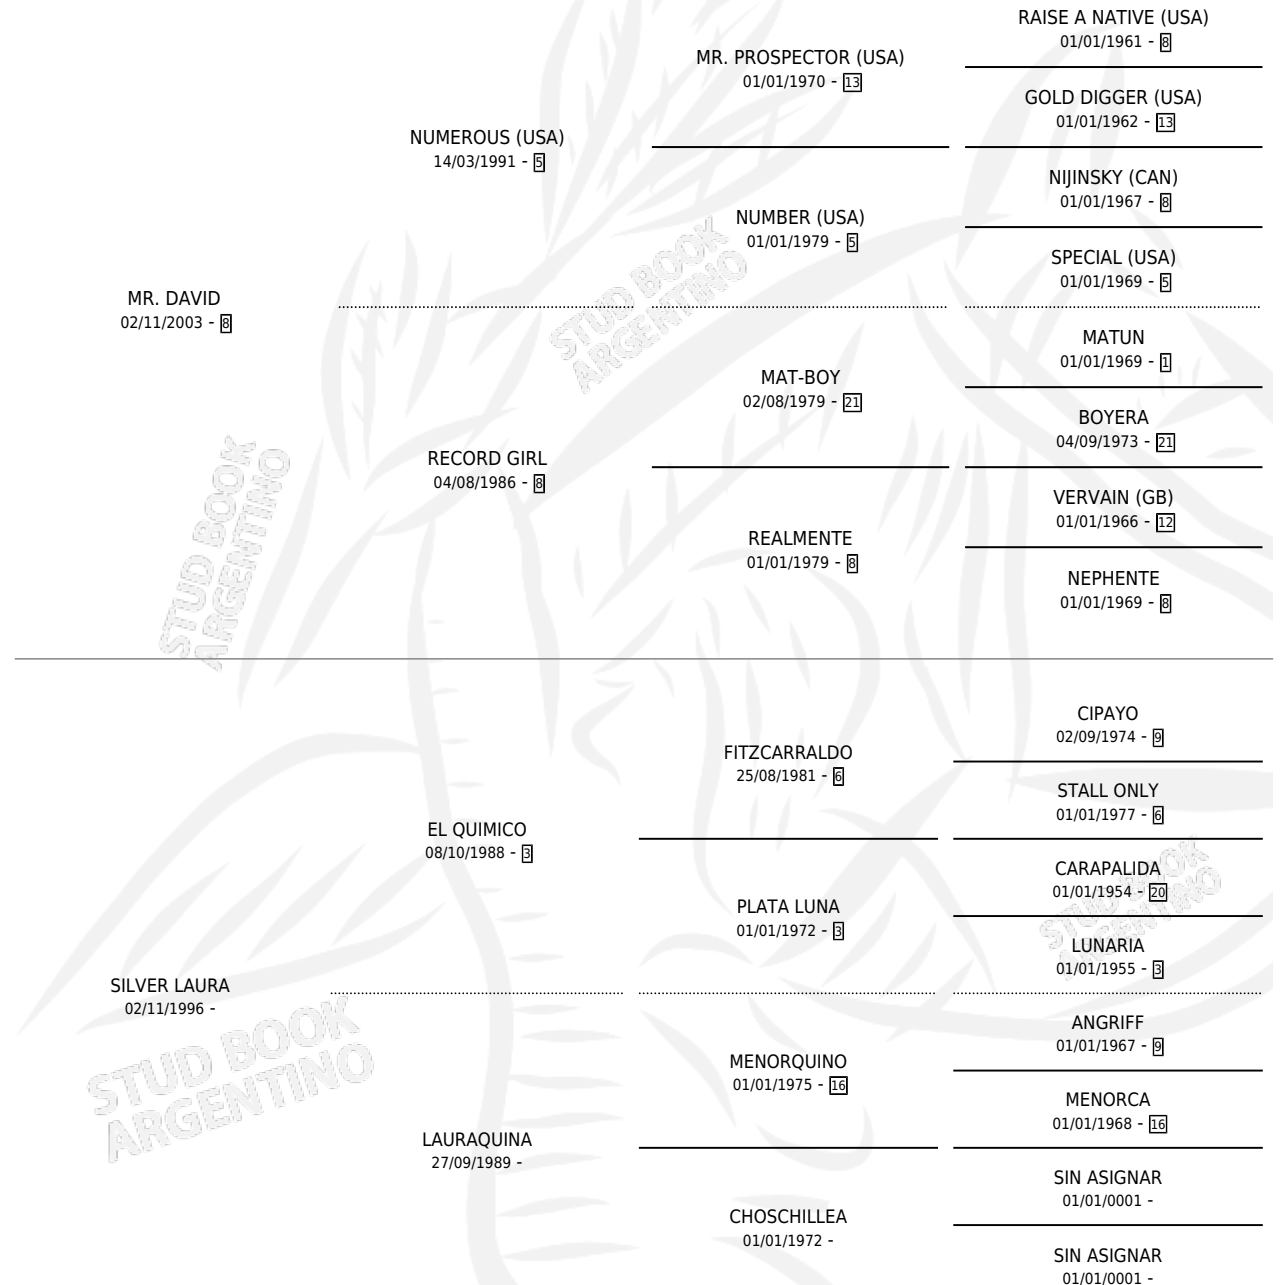 RAISE A NATIVE (USA)
01/01/1961 - 8
MR. PROSPECTOR (USA)
01/01/1970 - 13
GOLD DIGGER (USA)
01/01/1962 - 13
NUMEROUS (USA)
14/03/1991 - 5
NIJINSKY (CAN)
01/01/1967 - 8
NUMBER (USA)
01/01/1979 - 5
SPECIAL (USA)
01/01/1969 - 5
MR. DAVID
02/11/2003 - 8
MATUN
01/01/1969 - 1
MAT-BOY
02/08/1979 - 21
BOYERA
04/09/1973 - 21
RECORD GIRL
04/08/1986 - 8
VERVAIN (GB)
01/01/1966 - 12
REALMENTE
01/01/1979 - 8
NEPHENTE
01/01/1969 - 8
STUD BOOK
ARGENTINO
STUD BOOK
ARGENTINO
CIPAYO
02/09/1974 - 9
FITZCARRALDO
25/08/1981 - 6
STALL ONLY
01/01/1977 - 6
EL QUIMICO
08/10/1988 - 3
CARAPALIDA
01/01/1954 - 20
PLATA LUNA
01/01/1972 - 3
LUNARIA
01/01/1955 - 3
SILVER LAURA
02/11/1996 -
ANGRIFF
01/01/1967 - 9
MENORQUINO
01/01/1975 - 16
MENORCA
01/01/1968 - 16
LAURAQUINA
27/09/1989 -
SIN ASIGNAR
01/01/0001 -
CHOSCHILLEA
01/01/1972 -
SIN ASIGNAR
01/01/0001 -
STUD BOOK
ARGENTINO
STUD BOOK
ARGENTINO